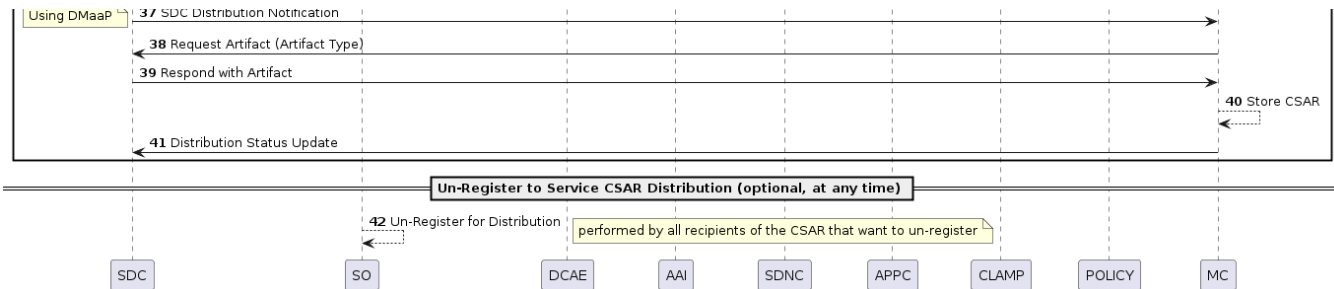 Using DMaaP
37 SDC Distribution Notification
38 Request Artifact (Artifact Type)
39 Respond with Artifact
40 Store CSAR
41 Distribution Status Update
Un-Register to Service CSAR Distribution (optional, at any time)
42 Un-Register for Distribution
performed by all recipients of the CSAR that want to un-register
SDC SO DCAE AAI SDNC APPC CLAMP POLICY MC